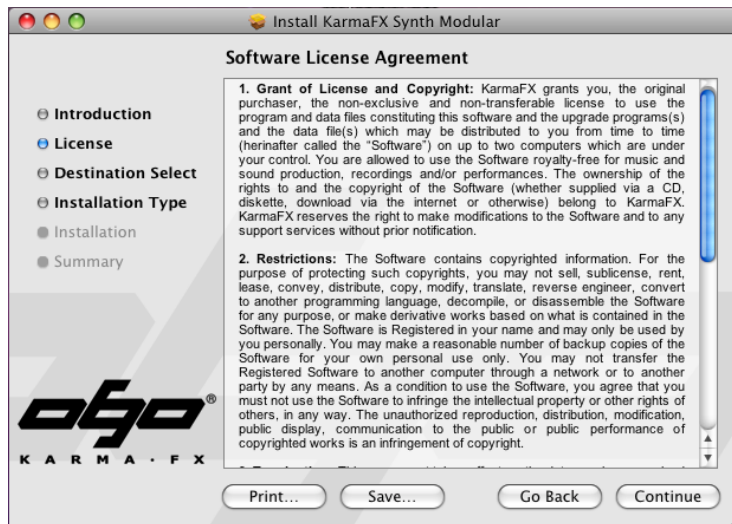 Install KarmaFX Synth Modular
Software License Agreement
Introduction
License
Destination Select
Installation Type
Installation
Summary
1. Grant of License and Copyright: KarmaFX grants you, the original
purchaser, the non-exclusive and non-transferable license to use the
program and data files constituting this software and the upgrade programs(s)
and the data file(s) which may be distributed to you from time to time
(herinafter called the “Software”) on up to two computers which are under
your control. You are allowed to use the Software royalty-free for music and
sound production, recordings and/or performances. The ownership of the
rights to and the copyright of the Software (whether supplied via a CD,
diskette, download via the internet or otherwise) belong to KarmaFX.
KarmaFX reserves the right to make modifications to the Software and to any
support services without prior notification.
2. Restrictions: The Software contains copyrighted information. For the
purpose of protecting such copyrights, you may not sell, sublicense, rent,
lease, convey, distribute, copy, modify, translate, reverse engineer, convert
to another programming language, decompile, or disassemble the Software
for any purpose, or make derivative works based on what is contained in the
Software. The Software is Registered in your name and may only be used by
you personally. You may make a reasonable number of backup copies of the
Software for your own personal use only. You may not transfer the
Registered Software to another computer through a network or to another
party by any means. As a condition to use the Software, you agree that you
must not use the Software to infringe the intellectual property or other rights of
others, in any way. The unauthorized reproduction, distribution, modification,
public display, communication to the public or public performance of
copyrighted works is an infringement of copyright.
®
KARMA·FX
Print...
Save...
Go Back
Continue